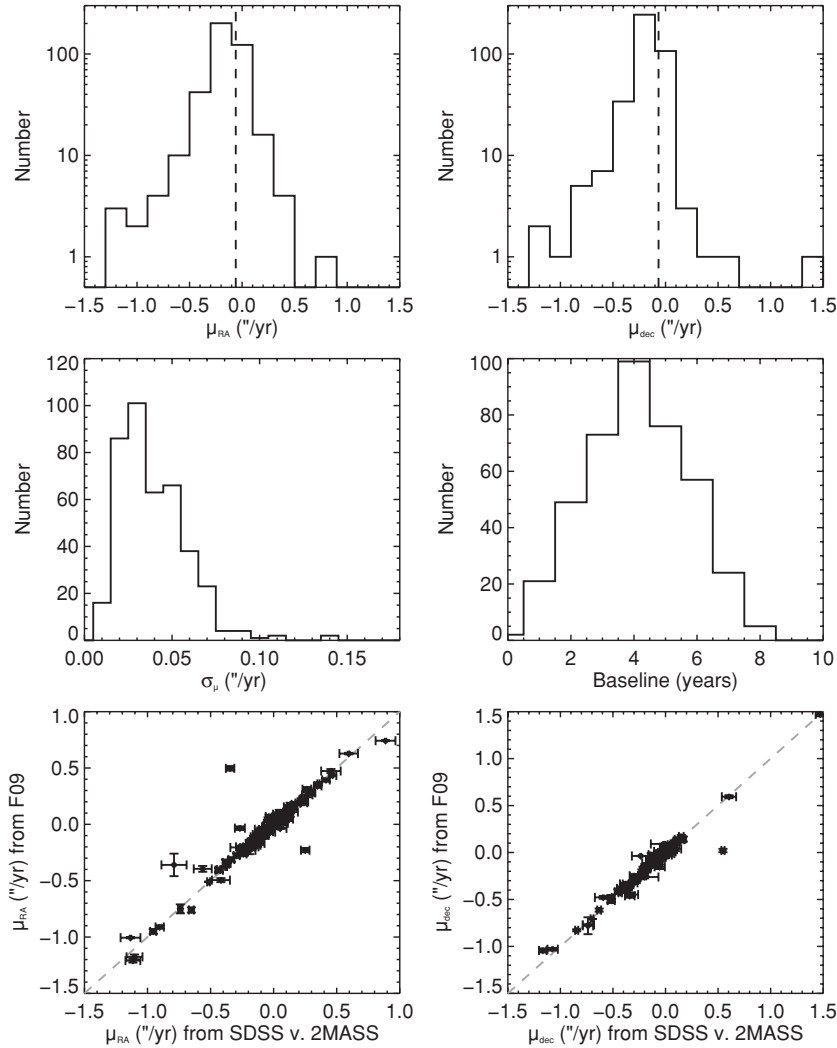 100
10
1
Number
−1.5 −1.0 −0.5 0.0 0.5 1.0 1.5
μRA ("/yr)
100
10
1
Number
−1.5 −1.0 −0.5 0.0 0.5 1.0 1.5
μdec ("/yr)
120
100
80
60
40
20
0
Number
0.00 0.05 0.10 0.15
σμ ("/yr)
100
80
60
40
20
0
Number
0 2 4 6 8 10
Baseline (years)
1.0
0.5
0.0
−0.5
−1.0
−1.5
μRA ("/yr) from F09
−1.5 −1.0 −0.5 0.0 0.5 1.0
μRA ("/yr) from SDSS v. 2MASS
1.5
1.0
0.5
0.0
−0.5
−1.0
−1.5
μdec ("/yr) from F09
−1.5 −1.0 −0.5 0.0 0.5 1.0 1.5
μdec ("/yr) from SDSS v. 2MASS